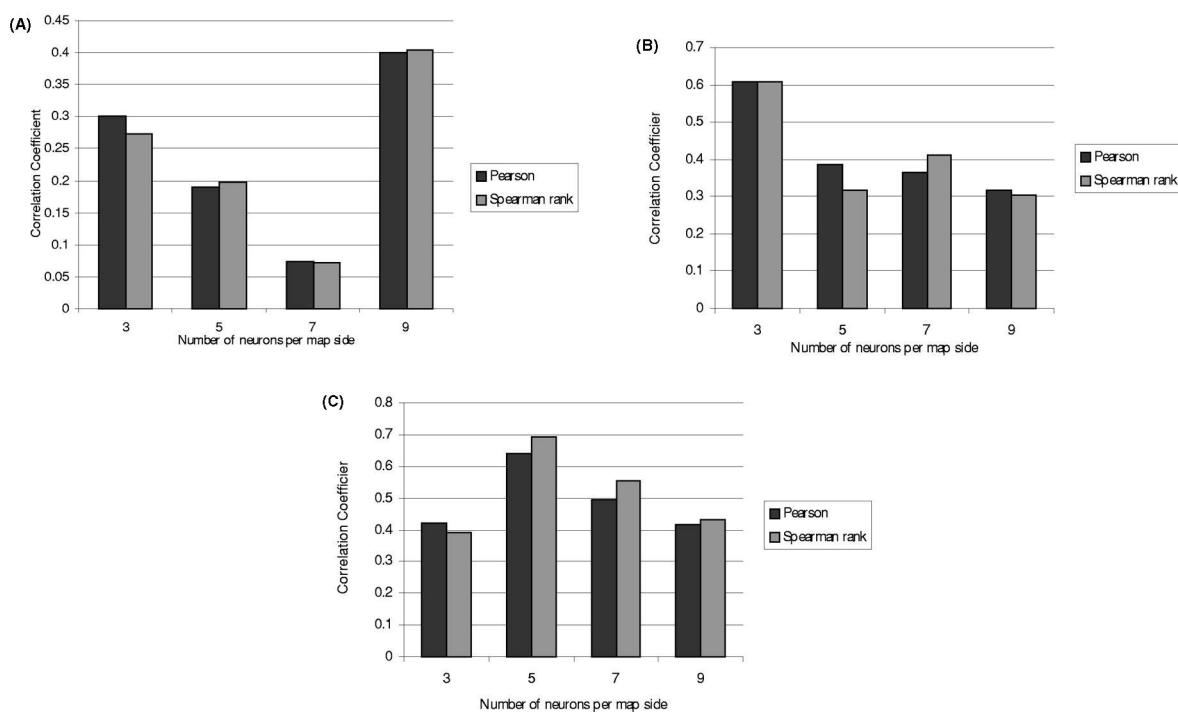 (A)
0.45
0.4
0.35
0.3
0.25
0.2
0.15
0.1
0.05
0
Correlation Coefficient
3 5 7 9
Number of neurons per map side
Pearson
Spearman rank
(B)
0.7
0.6
0.5
0.4
0.3
0.2
0.1
0
Correlation Coefficier
3 5 7 9
Number of neurons per map side
Pearson
Spearman rank
(C)
0.8
0.7
0.6
0.5
0.4
0.3
0.2
0.1
0
Correlation Coefficier
3 5 7 9
Number of neurons per map side
Pearson
Spearman rank